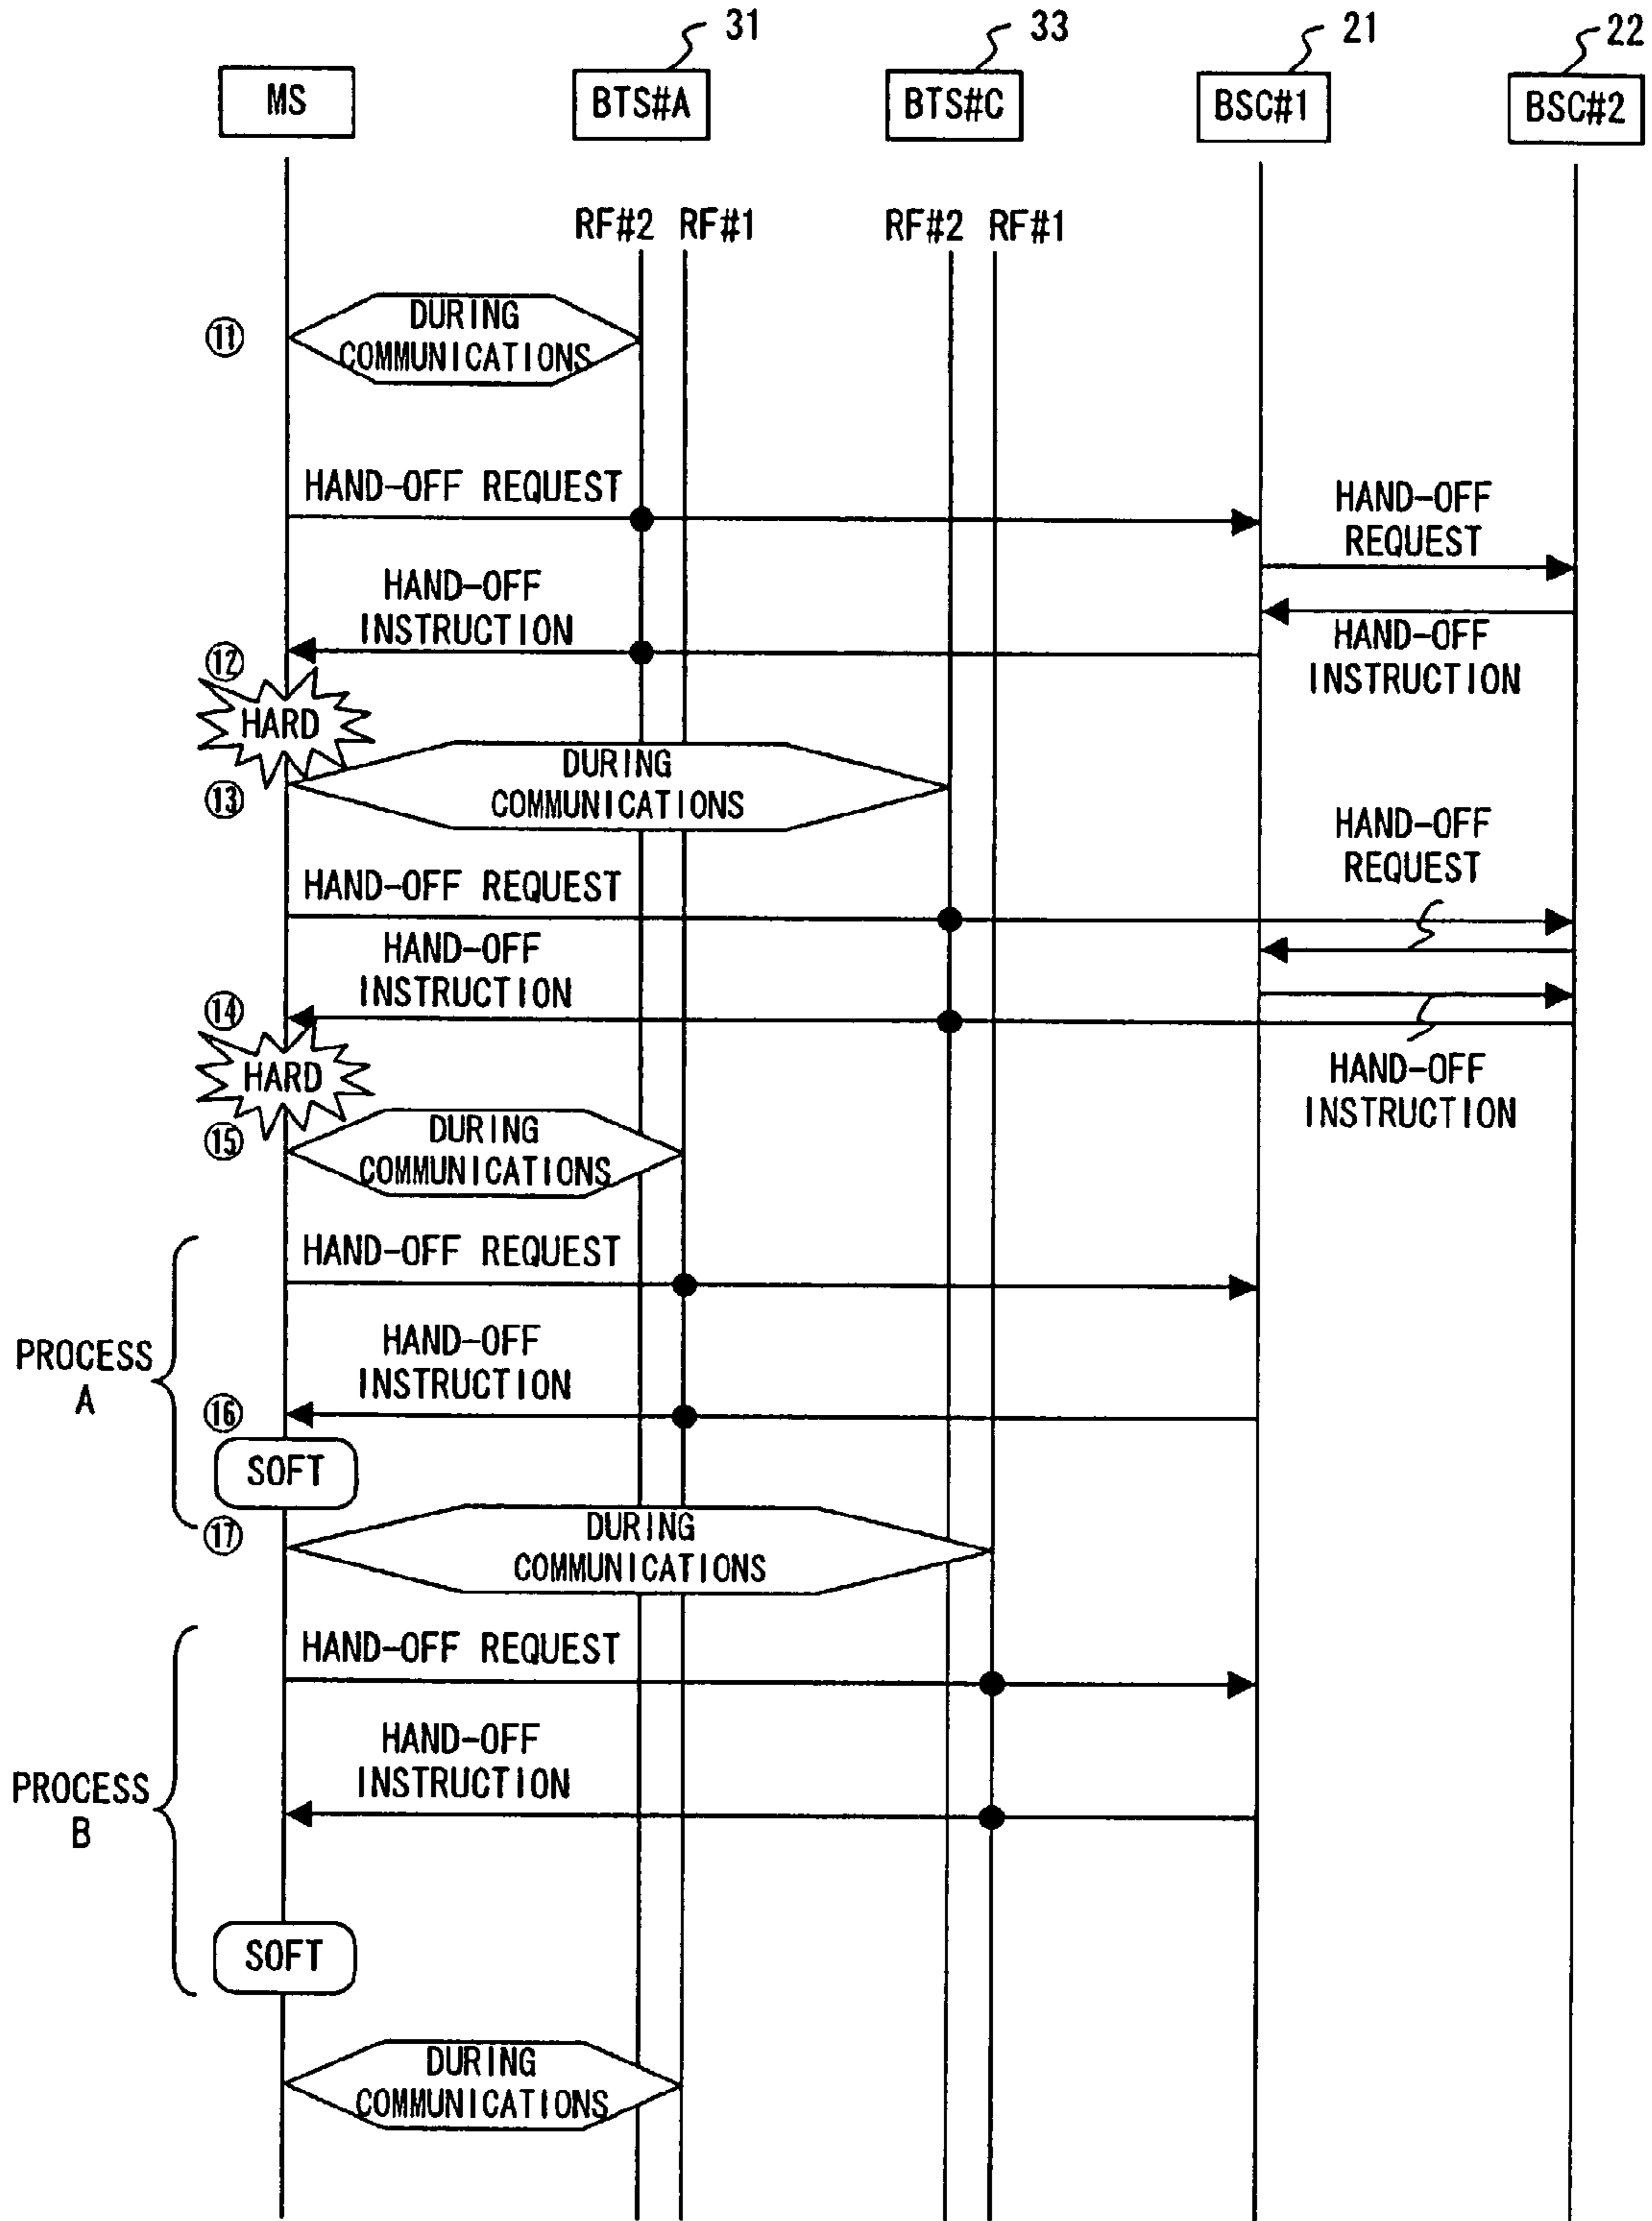 31
33
21
22
MS
BTS#A
BTS#C
BSC#1
BSC#2
RF#2 RF#1
RF#2 RF#1
⑪
DURING
COMMUNICATIONS
HAND-OFF REQUEST
HAND-OFF
REQUEST
HAND-OFF
INSTRUCTION
HAND-OFF
INSTRUCTION
⑫
HARD
⑬
DURING
COMMUNICATIONS
HAND-OFF
REQUEST
HAND-OFF REQUEST
HAND-OFF
INSTRUCTION
⑭
HARD
HAND-OFF
INSTRUCTION
⑮
DURING
COMMUNICATIONS
HAND-OFF REQUEST
PROCESS
A
HAND-OFF
INSTRUCTION
⑯
SOFT
⑰
DURING
COMMUNICATIONS
HAND-OFF REQUEST
HAND-OFF
INSTRUCTION
PROCESS
B
SOFT
DURING
COMMUNICATIONS